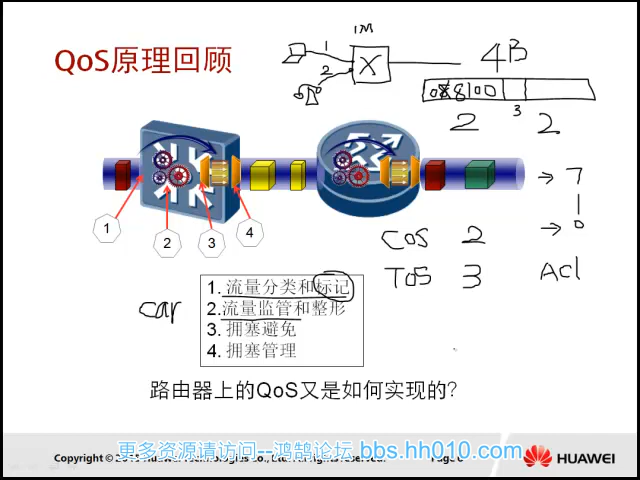 QoS原理回顾
1M
1
2
X
4B
0x8100
3
2 2
1 2 3 4
7
0
CoS 2
ToS 3 Acl
car
1. 流量分类和标记
2. 流量监管和整形
3. 拥塞避免
4. 拥塞管理
路由器上的QoS又是如何实现的?
更多资源请访问--鸿鹄论坛 bbs.hh010.com
HUAWEI